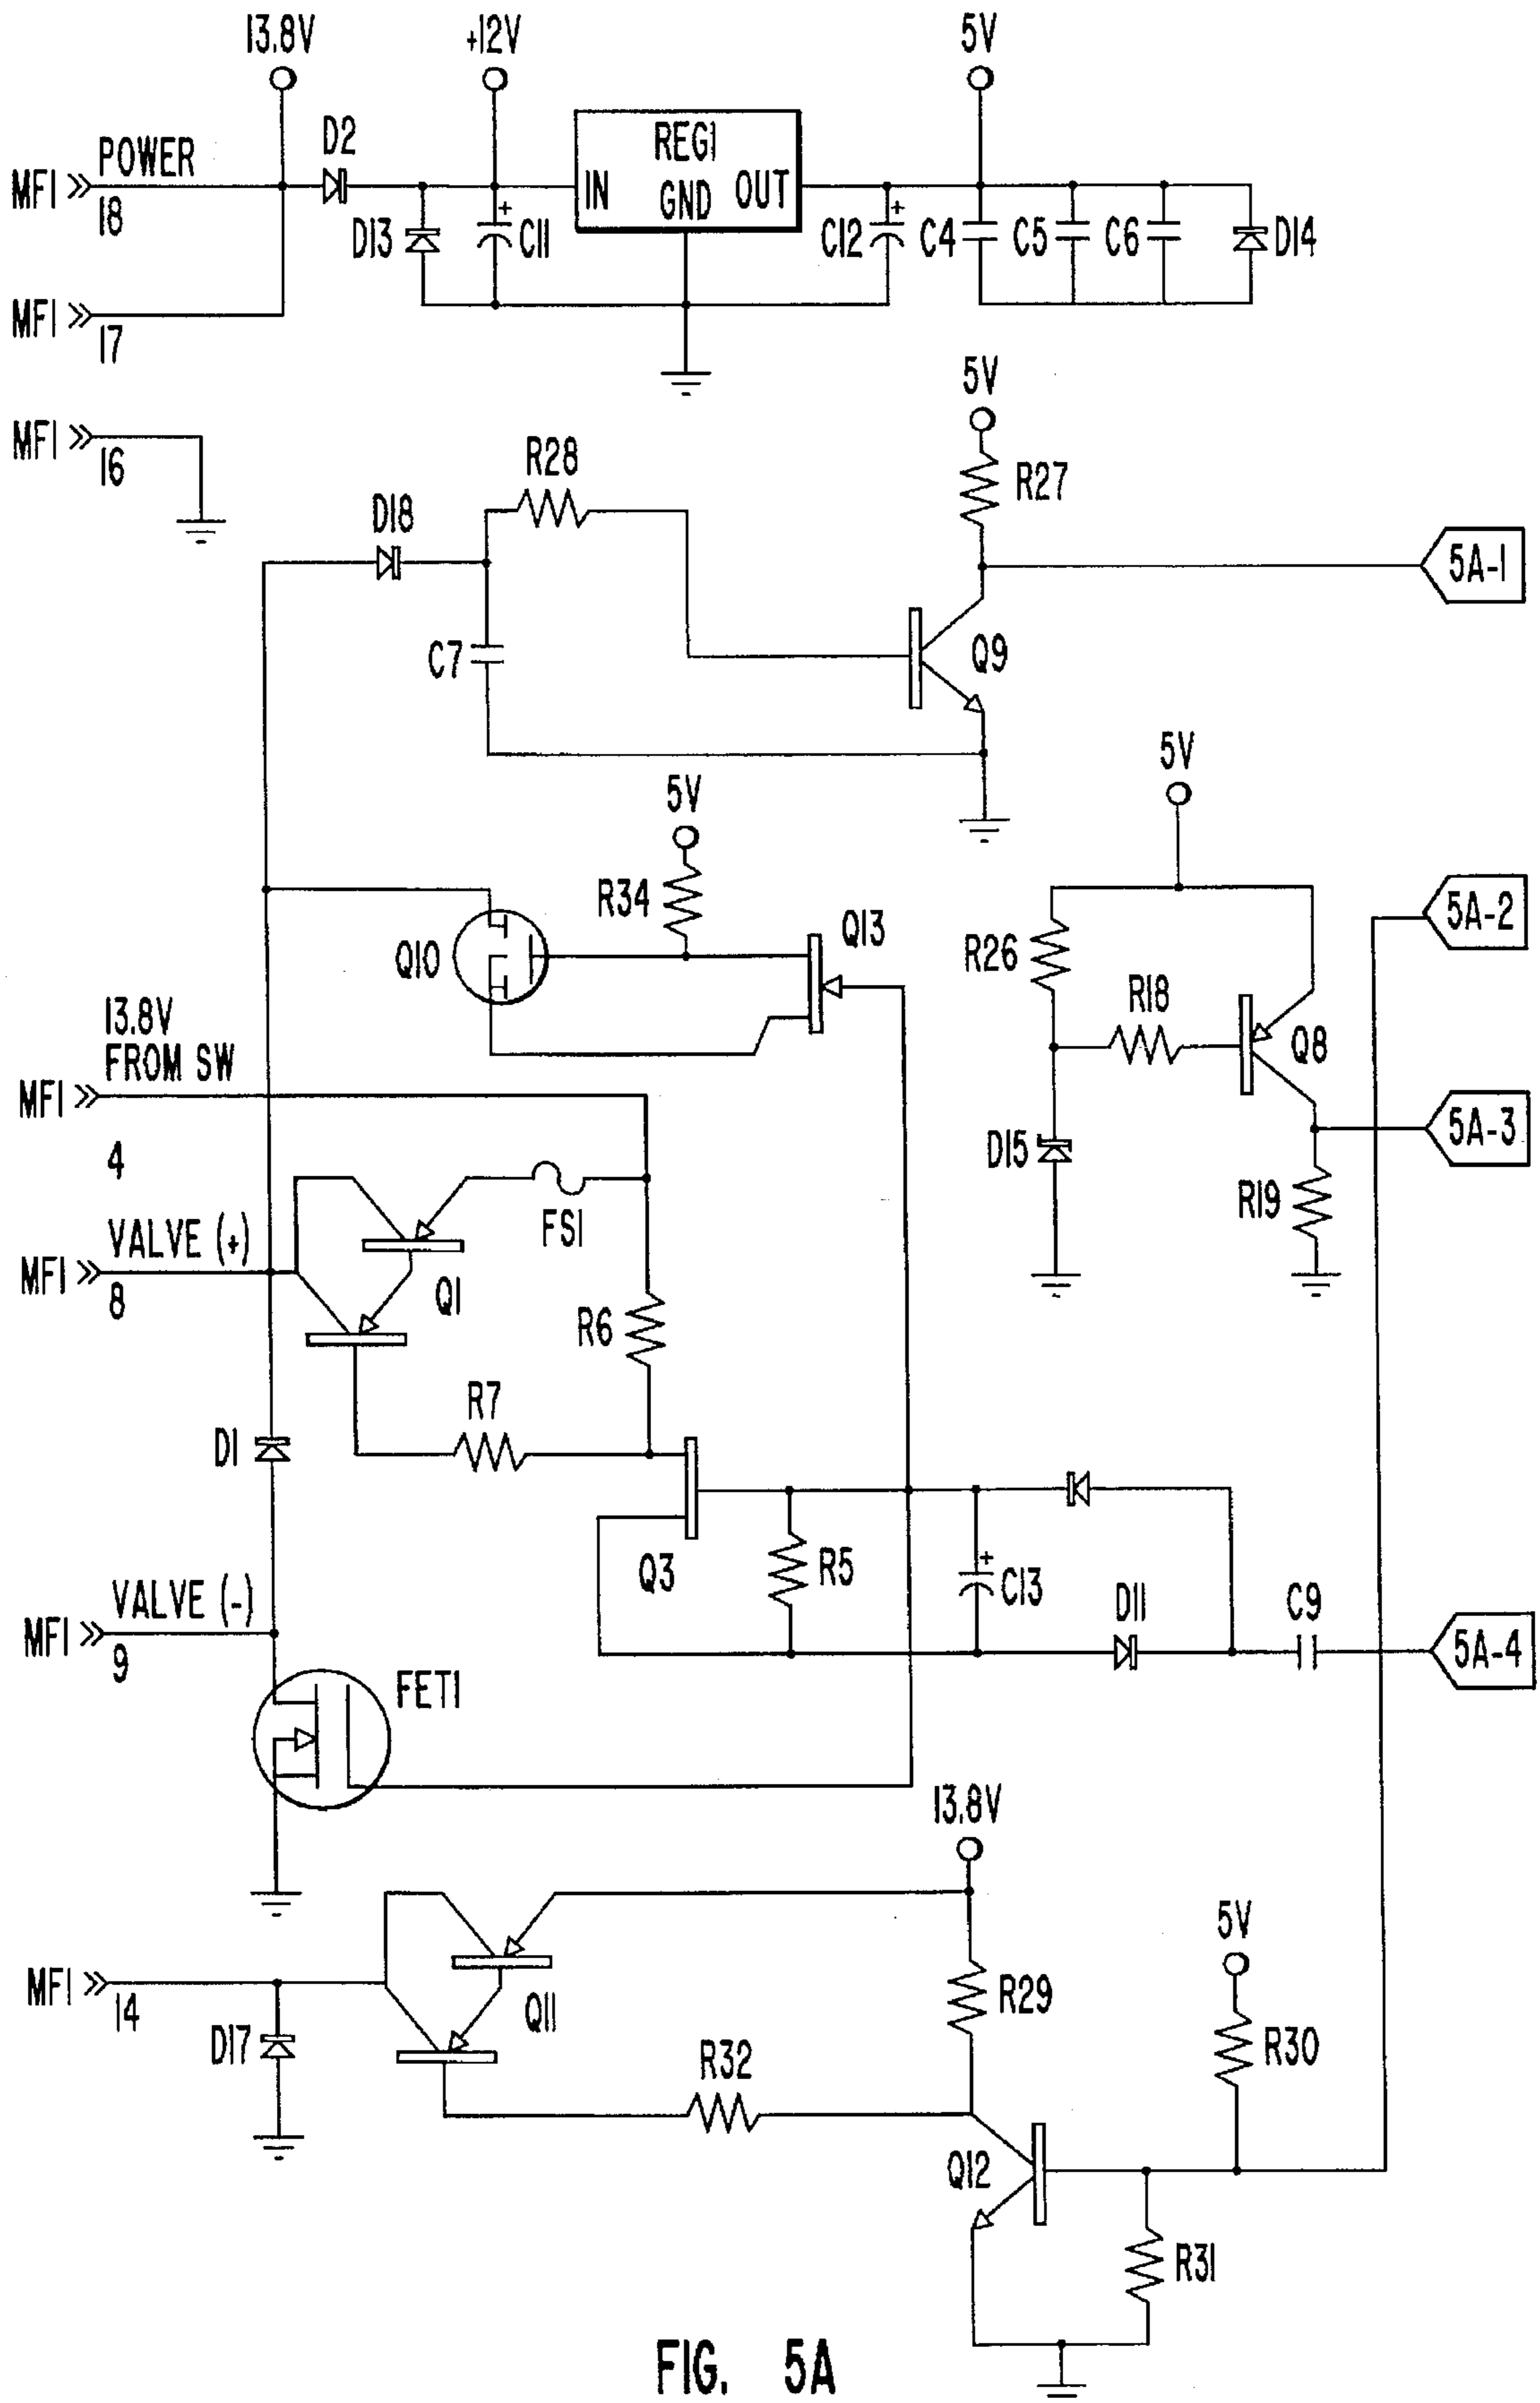 13.8V
+12V
5V
MF1
POWER
18
D2
D13
C11
+
REG1
IN
GND
OUT
C12
+
C4
C5
C6
D14
MF1
17
MF1
16
5V
R27
R28
D18
C7
Q9
5A-1
5V
R34
Q10
Q13
5V
R26
R18
Q8
D15
R19
5A-2
5A-3
13.8V
FROM SW
MF1
4
FS1
VALVE (+)
MF1
8
Q1
R6
R7
D1
Q3
R5
+
C13
D11
C9
5A-4
VALVE (-)
MF1
9
FET1
13.8V
MF1
14
D17
Q11
R29
R32
5V
R30
Q12
R31
FIG. 5A